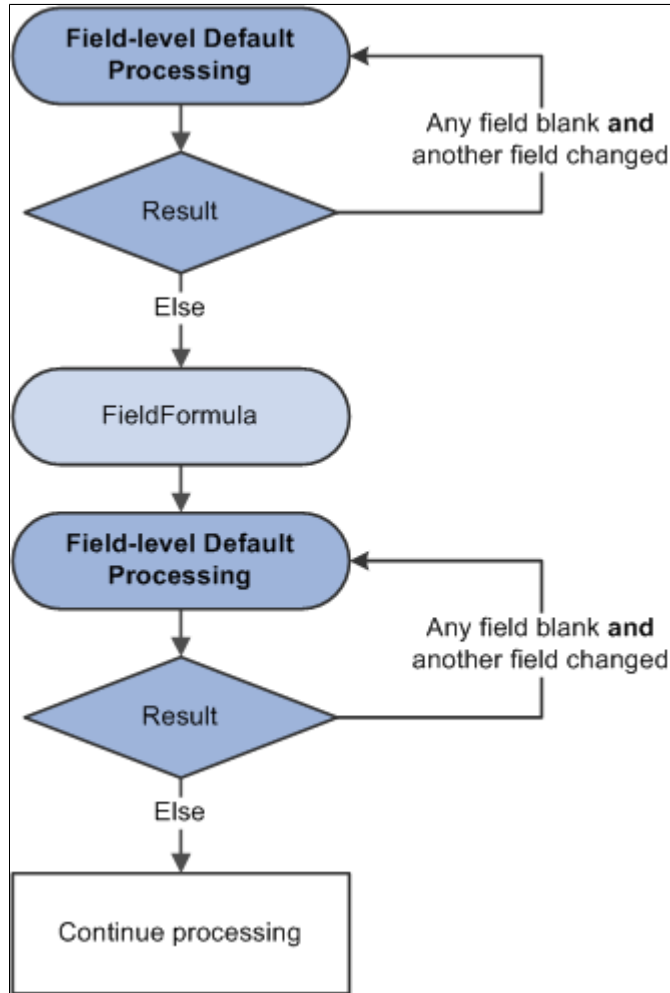 Field-level Default
Processing
Any field blank and
another field changed
Result
Else
FieldFormula
Field-level Default
Processing
Any field blank and
another field changed
Result
Else
Continue processing